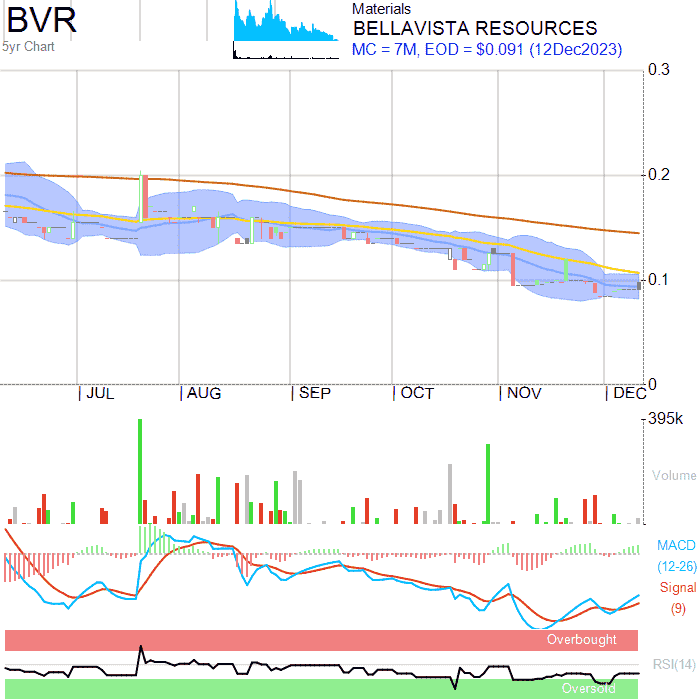 BVR
5yr Chart
Materials
BELLAVISTA RESOURCES
MC = 7M, EOD = $0.091 (12Dec2023)
0.3
0.2
0.1
0
JUL
AUG
SEP
OCT
NOV
DEC
395k
Volume
MACD
(12-26)
Signal
(9)
Overbought
RSI(14)
Oversold